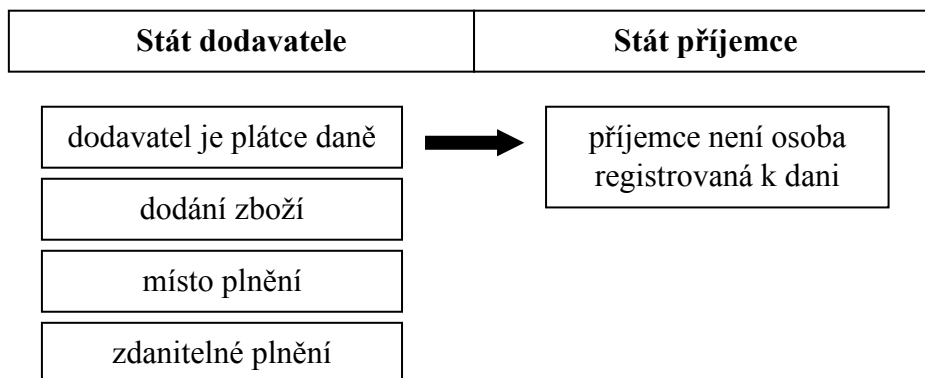 Stát dodavatele
Stát příjemce
dodavatel je plátce daně
příjemce není osoba
registrovaná k dani
dodání zboží
místo plnění
zdanitelné plnění